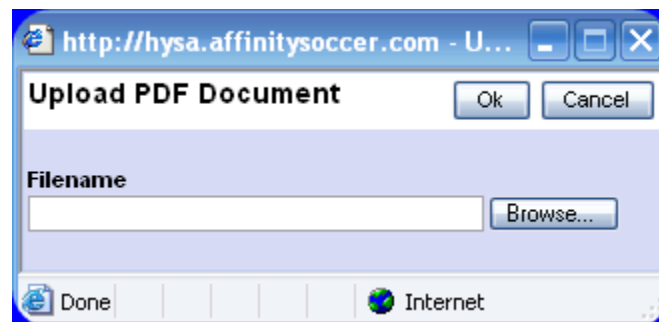 http://hysa.affinitysoccer.com - U...
Upload PDF Document Ok Cancel
Filename
Browse...
Done Internet